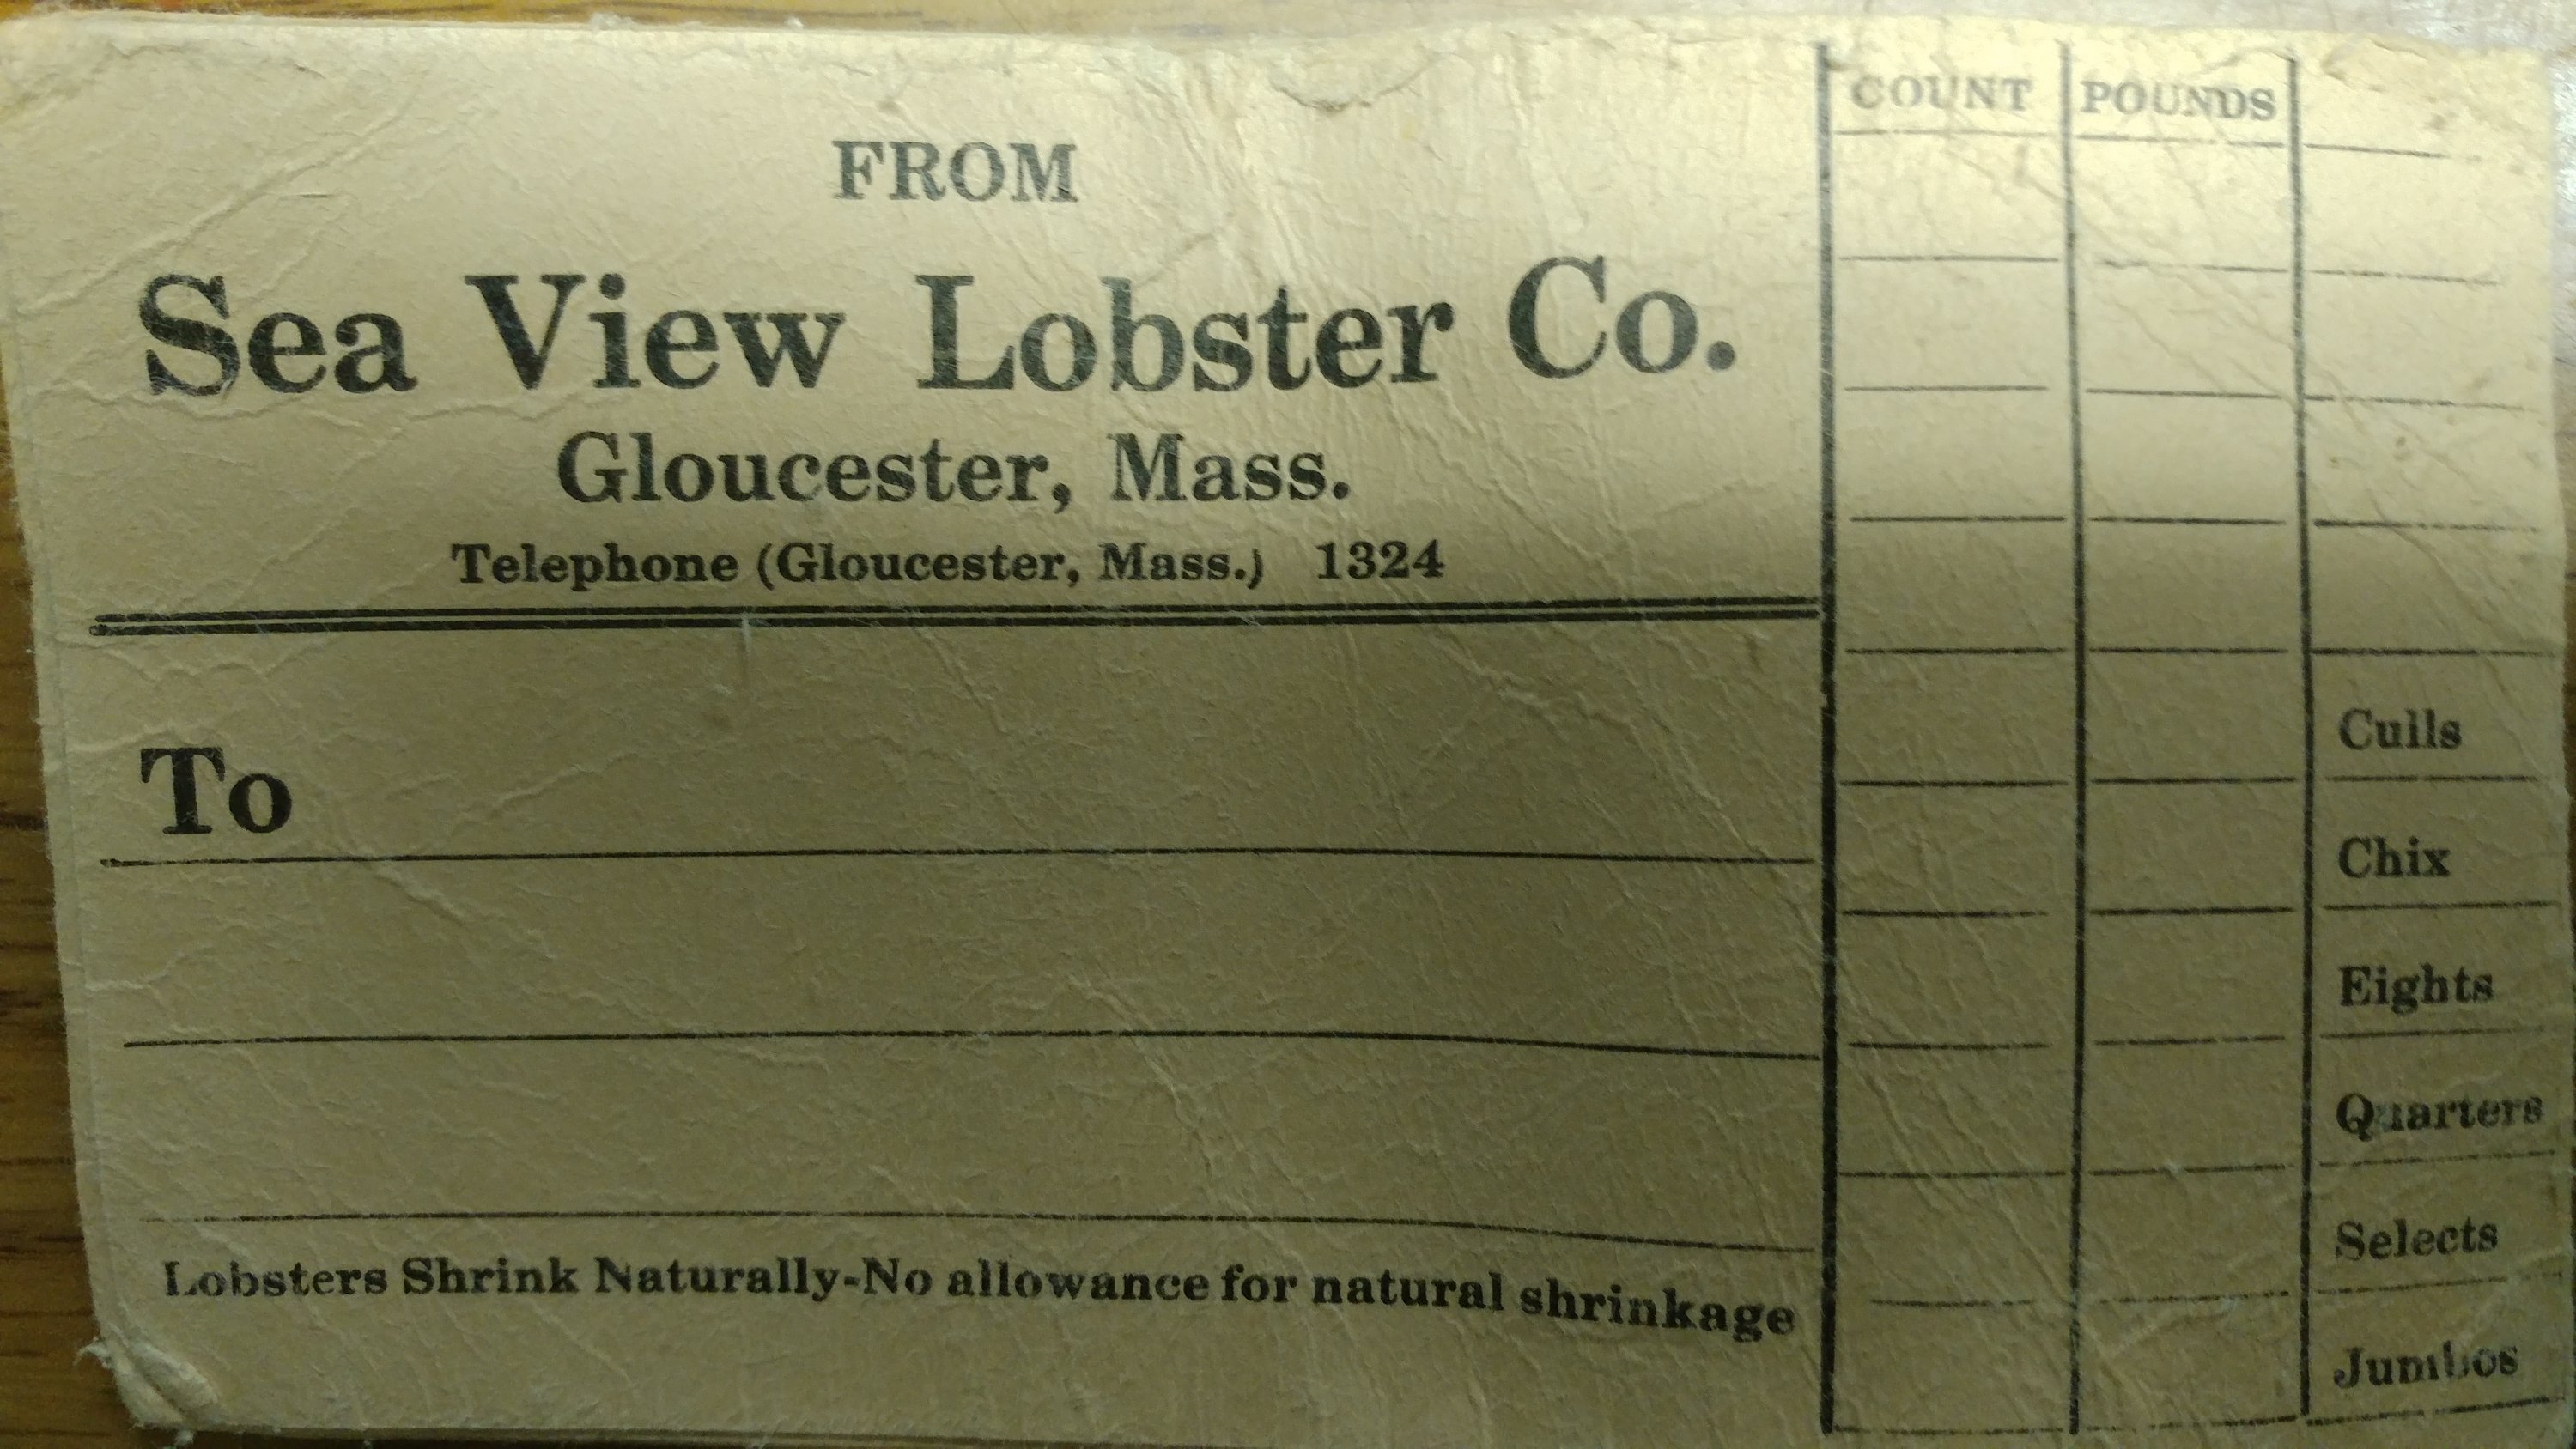 FROM
Sea View Lobster Co.
Gloucester, Mass.
Telephone (Gloucester, Mass.) 1324
To
Lobsters Shrink Naturally-No allowance for natural shrinkage
COUNT POUNDS
Culls
Chix
Eights
Quarters
Selects
Jumbos